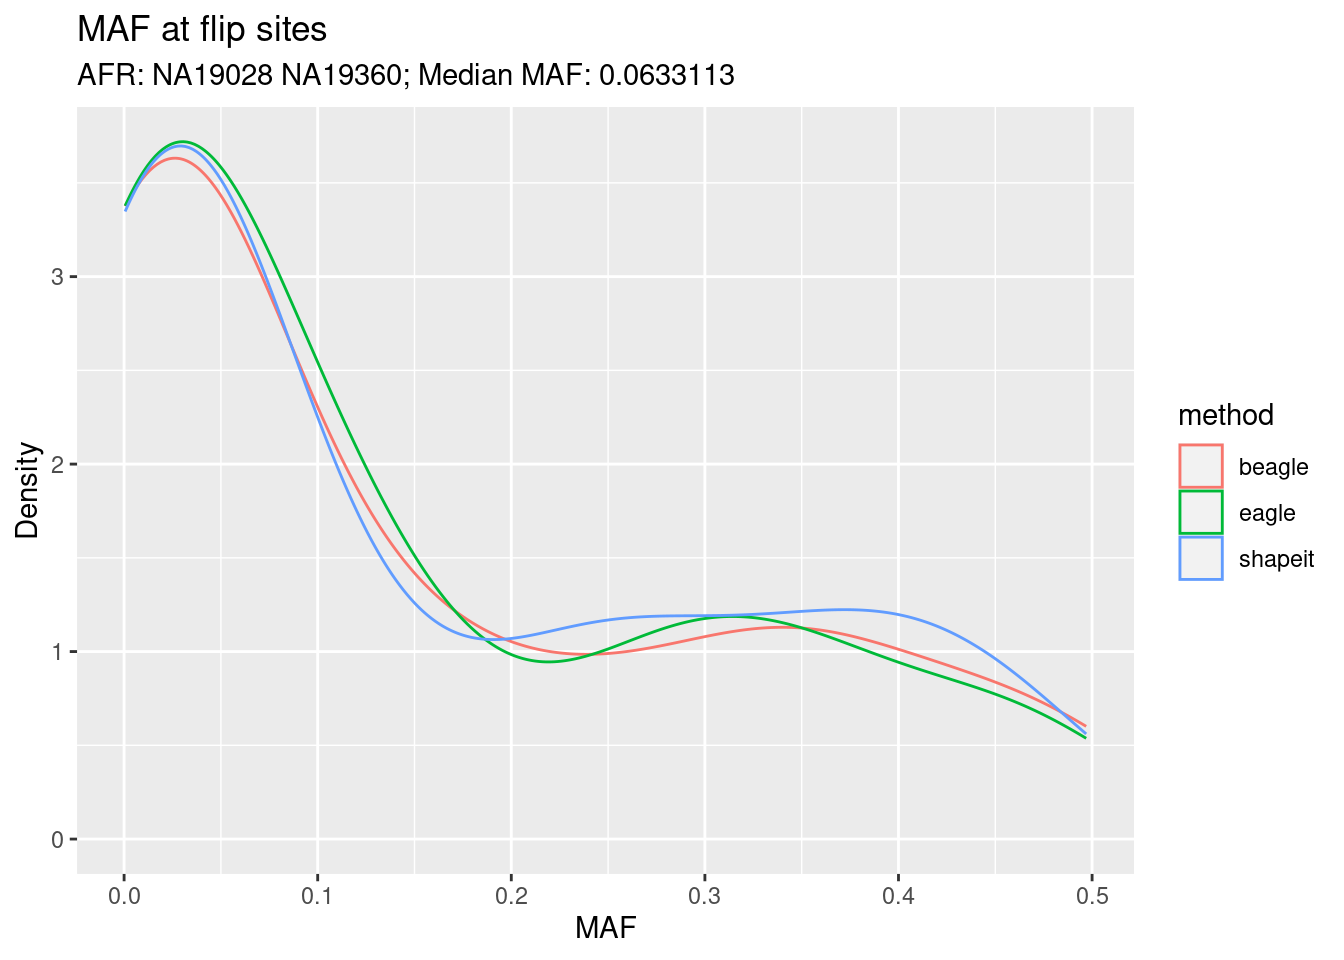 MAF at flip sites
AFR: NA19028 NA19360; Median MAF: 0.0633113
3
2
1
0
Density
0.0 0.1 0.2 0.3 0.4 0.5
MAF
method
beagle
eagle
shapeit